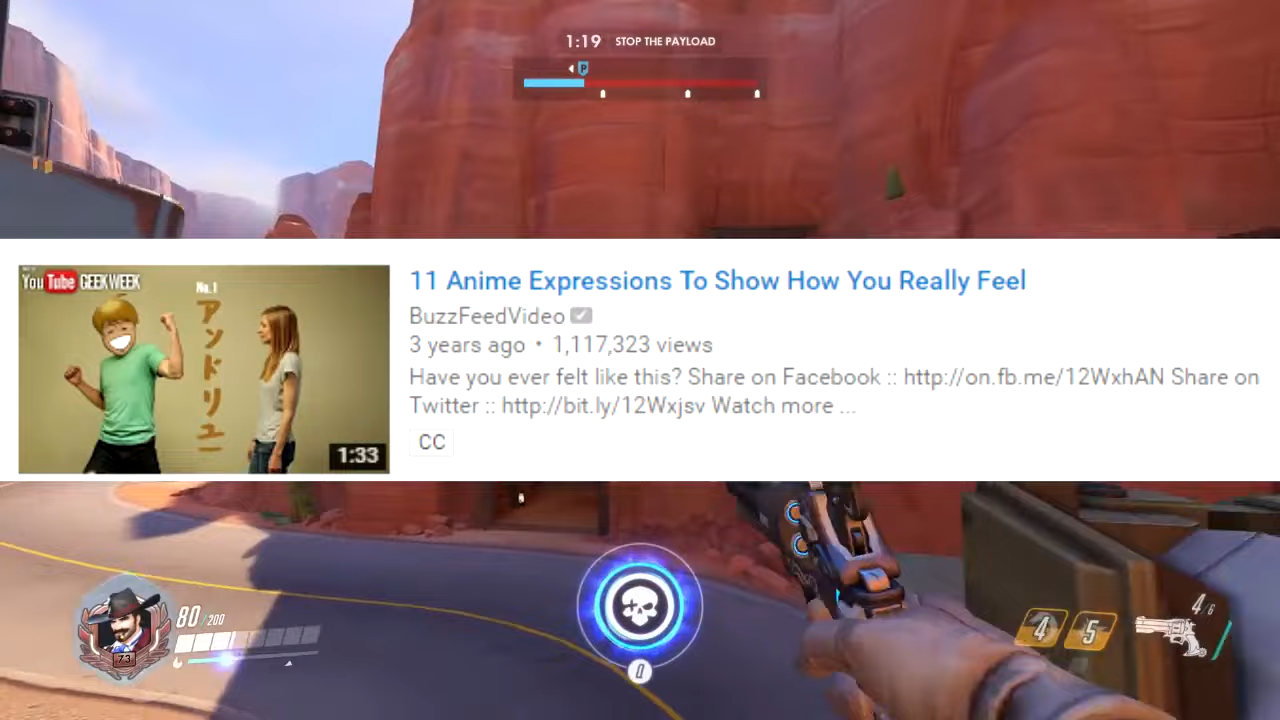 1:19 STOP THE PAYLOAD
P
You Tube GEEK WEEK
No.1
アンドリュー
1:33
11 Anime Expressions To Show How You Really Feel
BuzzFeedVideo
3 years ago • 1,117,323 views
Have you ever felt like this? Share on Facebook :: http://on.fb.me/12WxhAN Share on
Twitter :: http://bit.ly/12Wxjsv Watch more ...
CC
80/200
73
Q
4
5
4/6